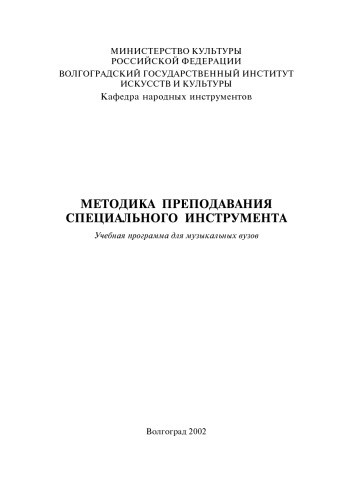 МИНИСТЕРСТВО КУЛЬТУРЫ
РОССИЙСКОЙ ФЕДЕРАЦИИ
ВОЛГОГРАДСКИЙ ГОСУДАРСТВЕННЫЙ ИНСТИТУТ
ИСКУССТВ И КУЛЬТУРЫ
Кафедра народных инструментов
МЕТОДИКА ПРЕПОДАВАНИЯ
СПЕЦИАЛЬНОГО ИНСТРУМЕНТА
Учебная программа для музыкальных вузов
Волгоград 2002